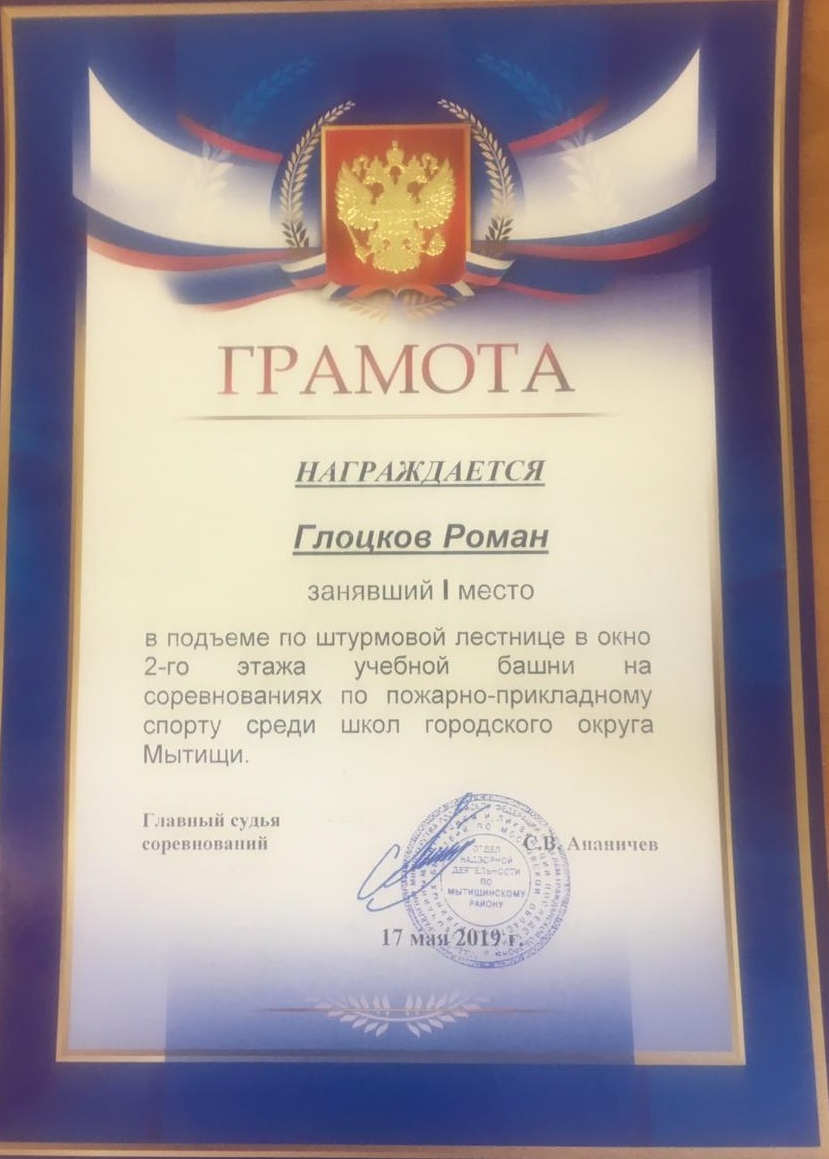 ГРАМОТА
НАГРАЖДАЕТСЯ
Глоцков Роман
занявший I место
в подъеме по штурмовой лестнице в окно
2-го этажа учебной башни на
соревнованиях по пожарно-прикладному
спорту среди школ городского округа
Мытищи.
Главный судья
соревнований
С.В. Ананичев
ОТДЕЛ
НАДЗОРНОЙ
ДЕЯТЕЛЬНОСТИ
ПО
МЫТИЩИНСКОМУ
РАЙОНУ
17 мая 2019 г.